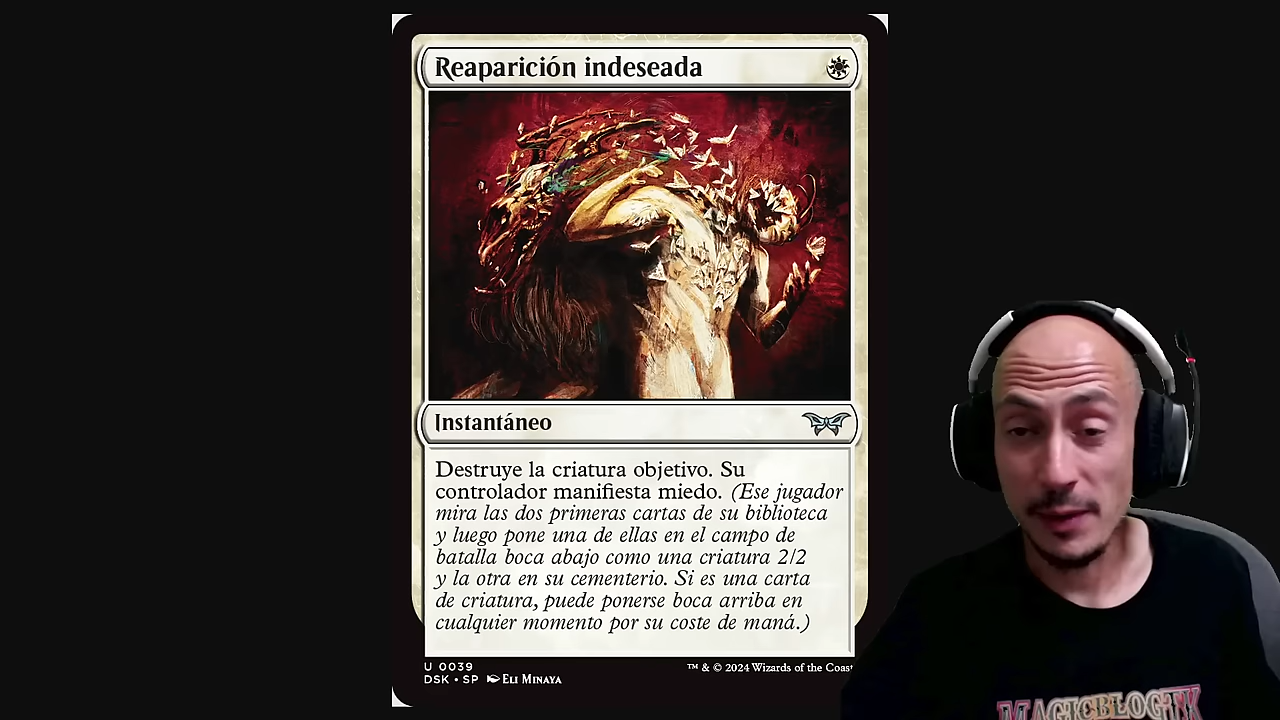 Reaparición indeseada
Instantáneo
Destruye la criatura objetivo. Su
controlador manifiesta miedo. (Ese jugador
mira las dos primeras cartas de su biblioteca
y luego pone una de ellas en el campo de
batalla boca abajo como una criatura 2/2
y la otra en su cementerio. Si es una carta
de criatura, puede ponerse boca arriba en
cualquier momento por su coste de maná.)
U 0039
™ & © 2024 Wizards of the Coast
DSK • SP Eli Minaya
MAGICBLOGTK